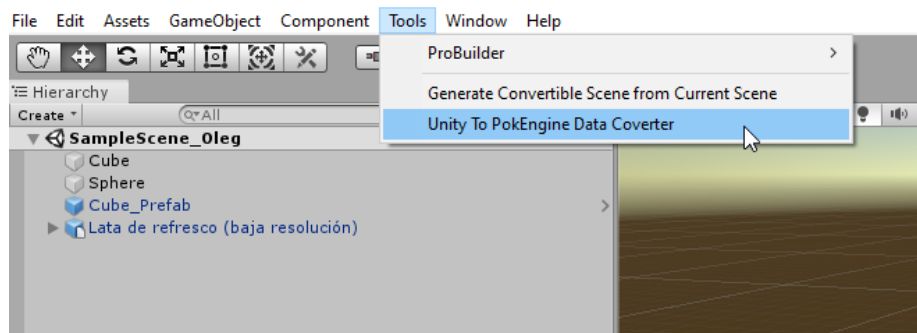 File Edit Assets GameObject Component Tools Window Help
ProBuilder
Hierarchy
Generate Convertible Scene from Current Scene
Create All
Unity To PokEngine Data Coverter
SampleScene_Oleg
Cube
Sphere
Cube_Prefab
Lata de refresco (baja resolución)